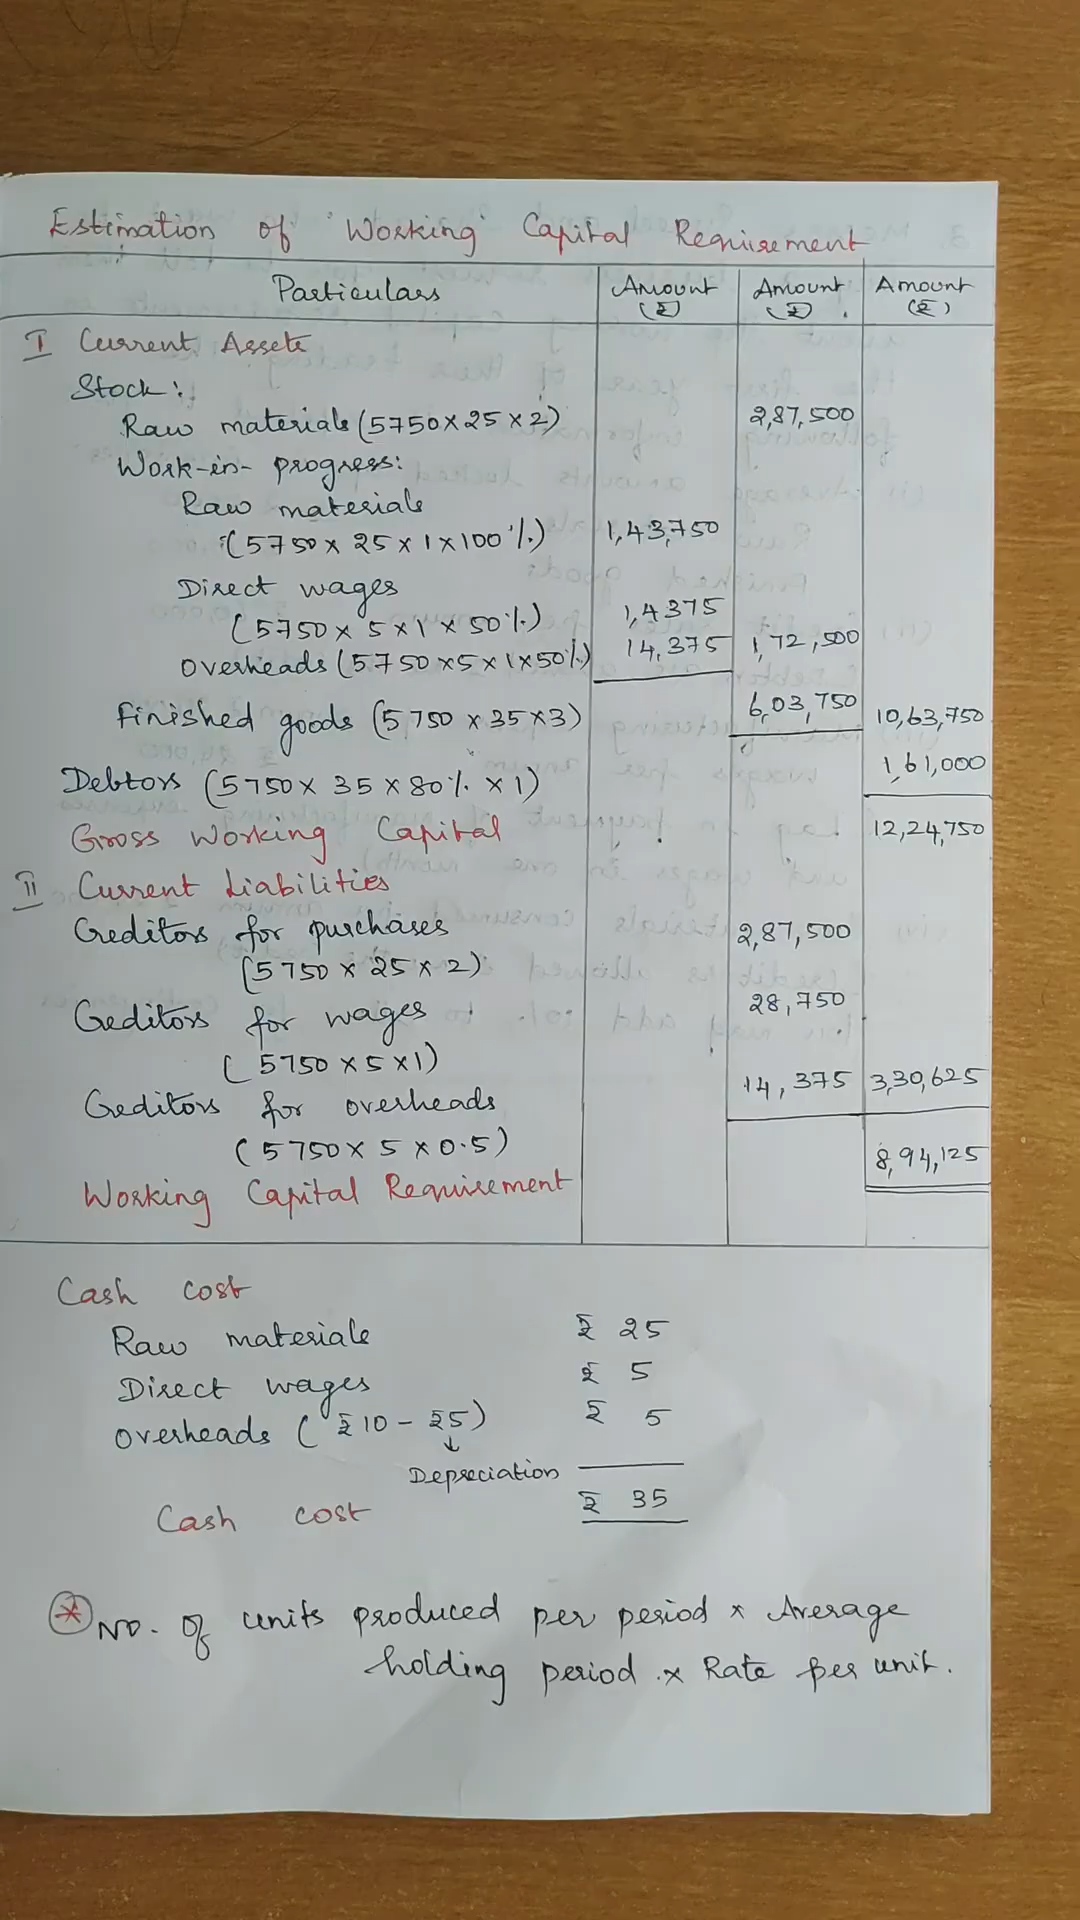 Estimation of Working Capital Requirement
Particulars Amount (₹) Amount (₹) Amount (₹)
I Current Assets
Stock:
Raw materials (5750 x 25 x 2) 2,87,500
Work-in-progress:
Raw materials
(5750 x 25 x 1 x 100%) 1,43,750
Direct wages
(5750 x 5 x 1 x 50%) 1,4375
Overheads (5750 x 5 x 1 x 50%) 14,375 1,72,500
Finished goods (5750 x 35 x 3) 6,03,750 10,63,750
Debtors (5750 x 35 x 80% x 1) 1,61,000
Gross Working Capital 12,24,750
II Current Liabilities
Creditors for purchases 2,87,500
(5750 x 25 x 2)
Creditors for wages 28,750
(5750 x 5 x 1)
Creditors for overheads 14,375 3,30,625
(5750 x 5 x 0.5)
Working Capital Requirement 8,94,125
Cash cost
Raw materials ₹ 25
Direct wages ₹ 5
Overheads (₹10 - ₹5) ₹ 5
↓
Depreciation
Cash cost ₹ 35
* No. of units produced per period x Average
holding period x Rate per unit.